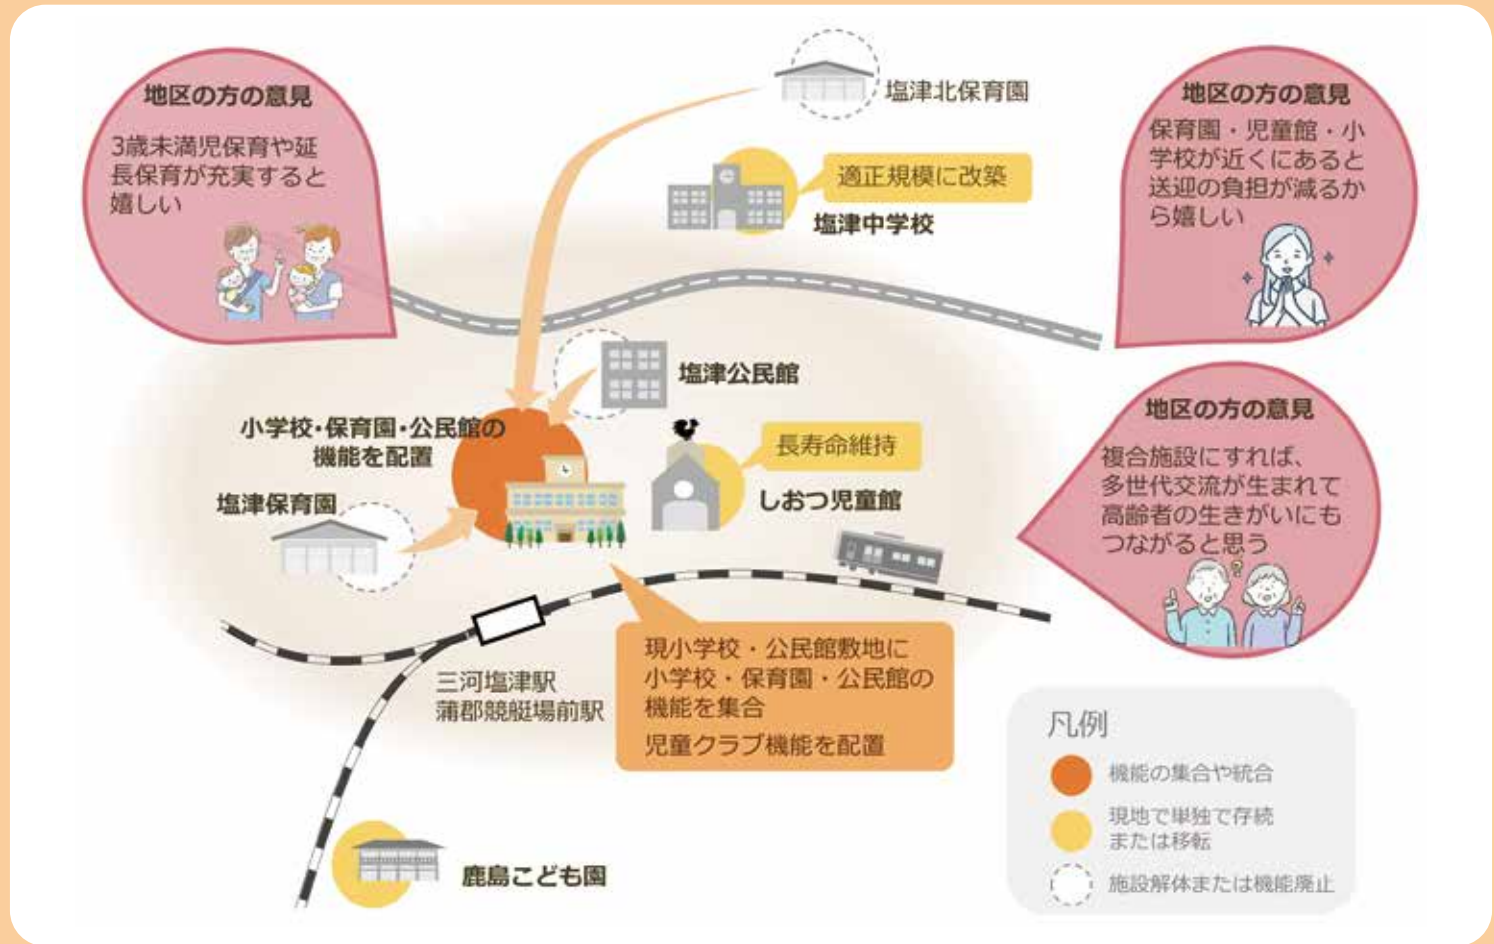 地区の方の意見
3歳未満児保育や延
長保育が充実すると
嬉しい
塩津北保育園
適正規模に改築
塩津中学校
地区の方の意見
保育園・児童館・小
学校が近くにあると
送迎の負担が減るか
ら嬉しい
塩津公民館
小学校・保育園・公民館の
機能を配置
塩津保育園
長寿命維持
しおつ児童館
地区の方の意見
複合施設にすれば、
多世代交流が生まれて
高齢者の生きがいにも
つながると思う
?
三河塩津駅
蒲郡競艇場前駅
現小学校・公民館敷地に
小学校・保育園・公民館の
機能を集合
児童クラブ機能を配置
鹿島こども園
凡例
機能の集合や統合
現地で単独で存続
または移転
施設解体または機能廃止